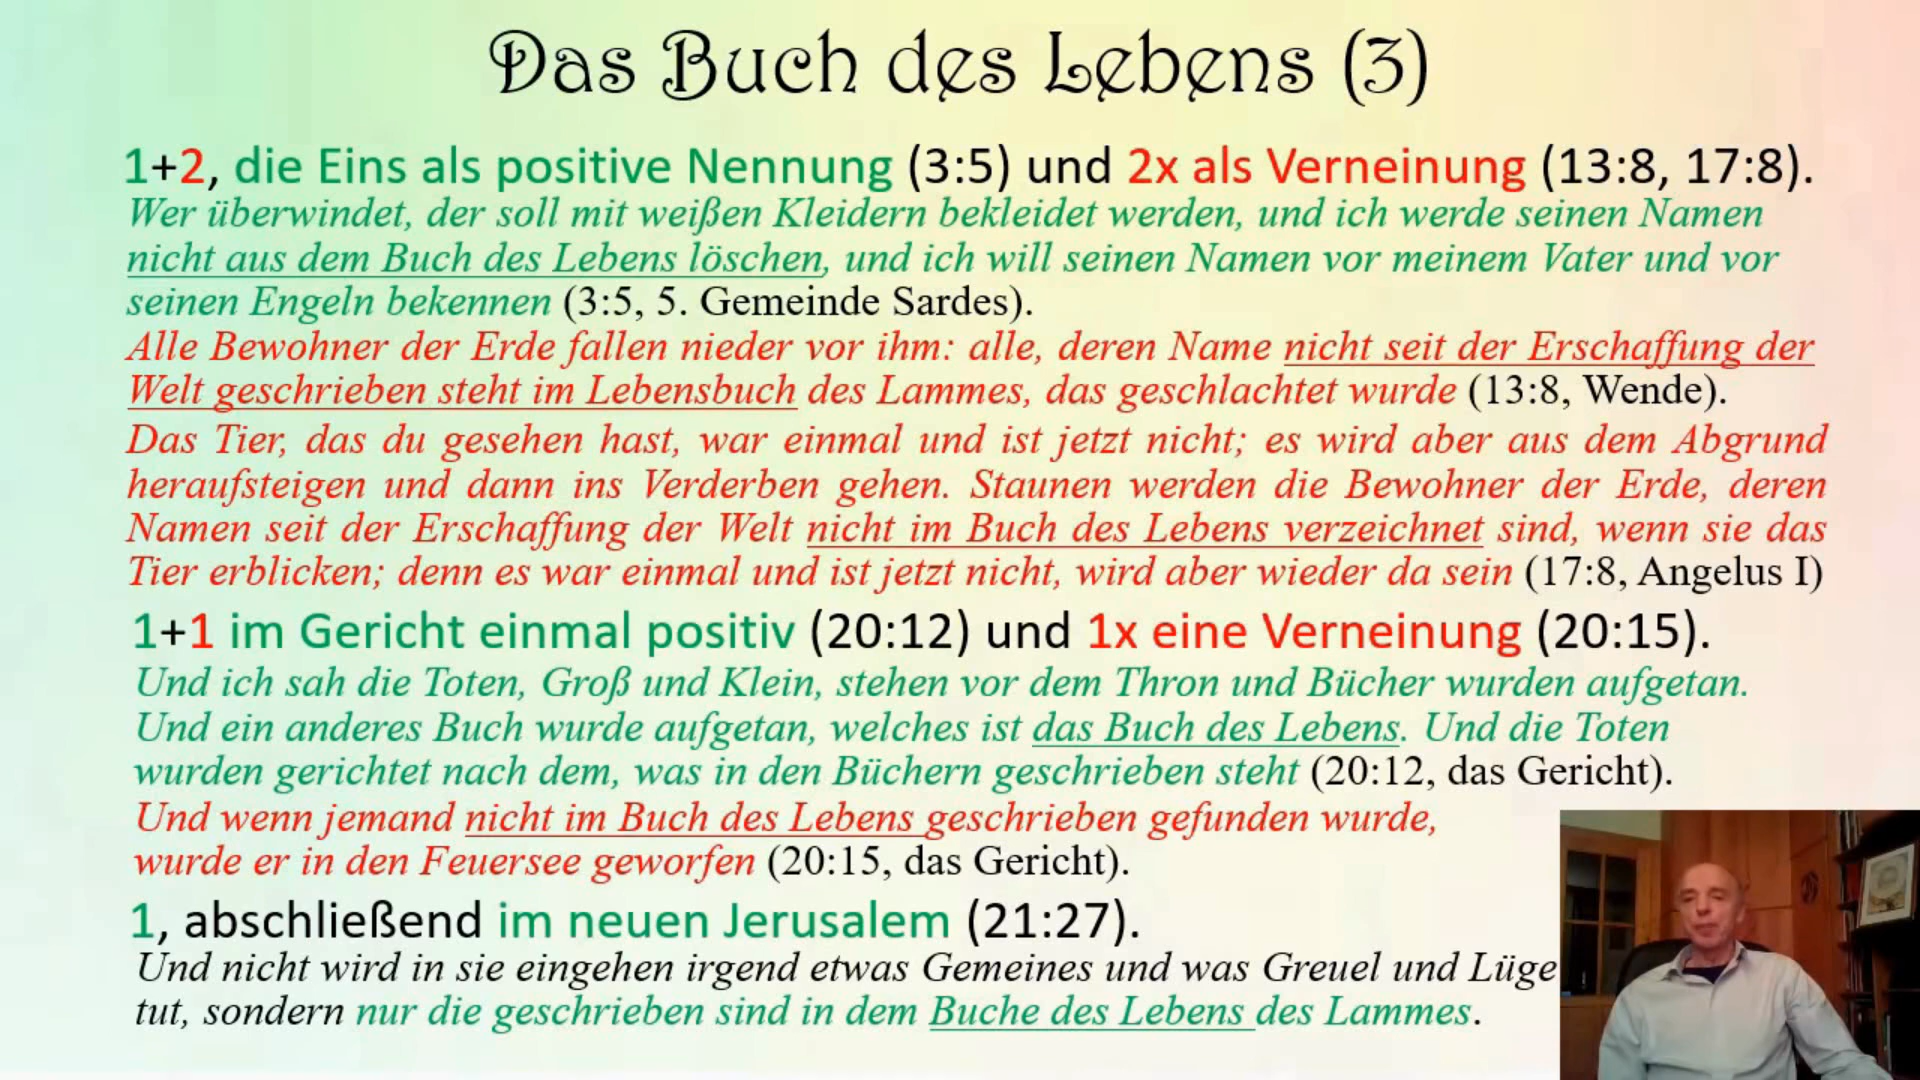 Das Buch des Lebens (3)
1+2, die Eins als positive Nennung (3:5) und 2x als Verneinung (13:8, 17:8).
Wer überwindet, der soll mit weißen Kleidern bekleidet werden, und ich werde seinen Namen
nicht aus dem Buch des Lebens löschen, und ich will seinen Namen vor meinem Vater und vor
seinen Engeln bekennen (3:5, 5. Gemeinde Sardes).
Alle Bewohner der Erde fallen nieder vor ihm: alle, deren Name nicht seit der Erschaffung der
Welt geschrieben steht im Lebensbuch des Lammes, das geschlachtet wurde (13:8, Wende).
Das Tier, das du gesehen hast, war einmal und ist jetzt nicht; es wird aber aus dem Abgrund
heraufsteigen und dann ins Verderben gehen. Staunen werden die Bewohner der Erde, deren
Namen seit der Erschaffung der Welt nicht im Buch des Lebens verzeichnet sind, wenn sie das
Tier erblicken; denn es war einmal und ist jetzt nicht, wird aber wieder da sein (17:8, Angelus I)
1+1 im Gericht einmal positiv (20:12) und 1x eine Verneinung (20:15).
Und ich sah die Toten, Groß und Klein, stehen vor dem Thron und Bücher wurden aufgetan.
Und ein anderes Buch wurde aufgetan, welches ist das Buch des Lebens. Und die Toten
wurden gerichtet nach dem, was in den Büchern geschrieben steht (20:12, das Gericht).
Und wenn jemand nicht im Buch des Lebens geschrieben gefunden wurde,
wurde er in den Feuersee geworfen (20:15, das Gericht).
1, abschließend im neuen Jerusalem (21:27).
Und nicht wird in sie eingehen irgend etwas Gemeines und was Greuel und Lüge
tut, sondern nur die geschrieben sind in dem Buche des Lebens des Lammes.